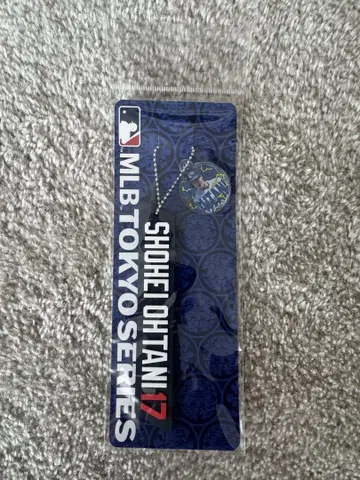 MLB TOKYO SERIES
SHOHEI OHTANI 17